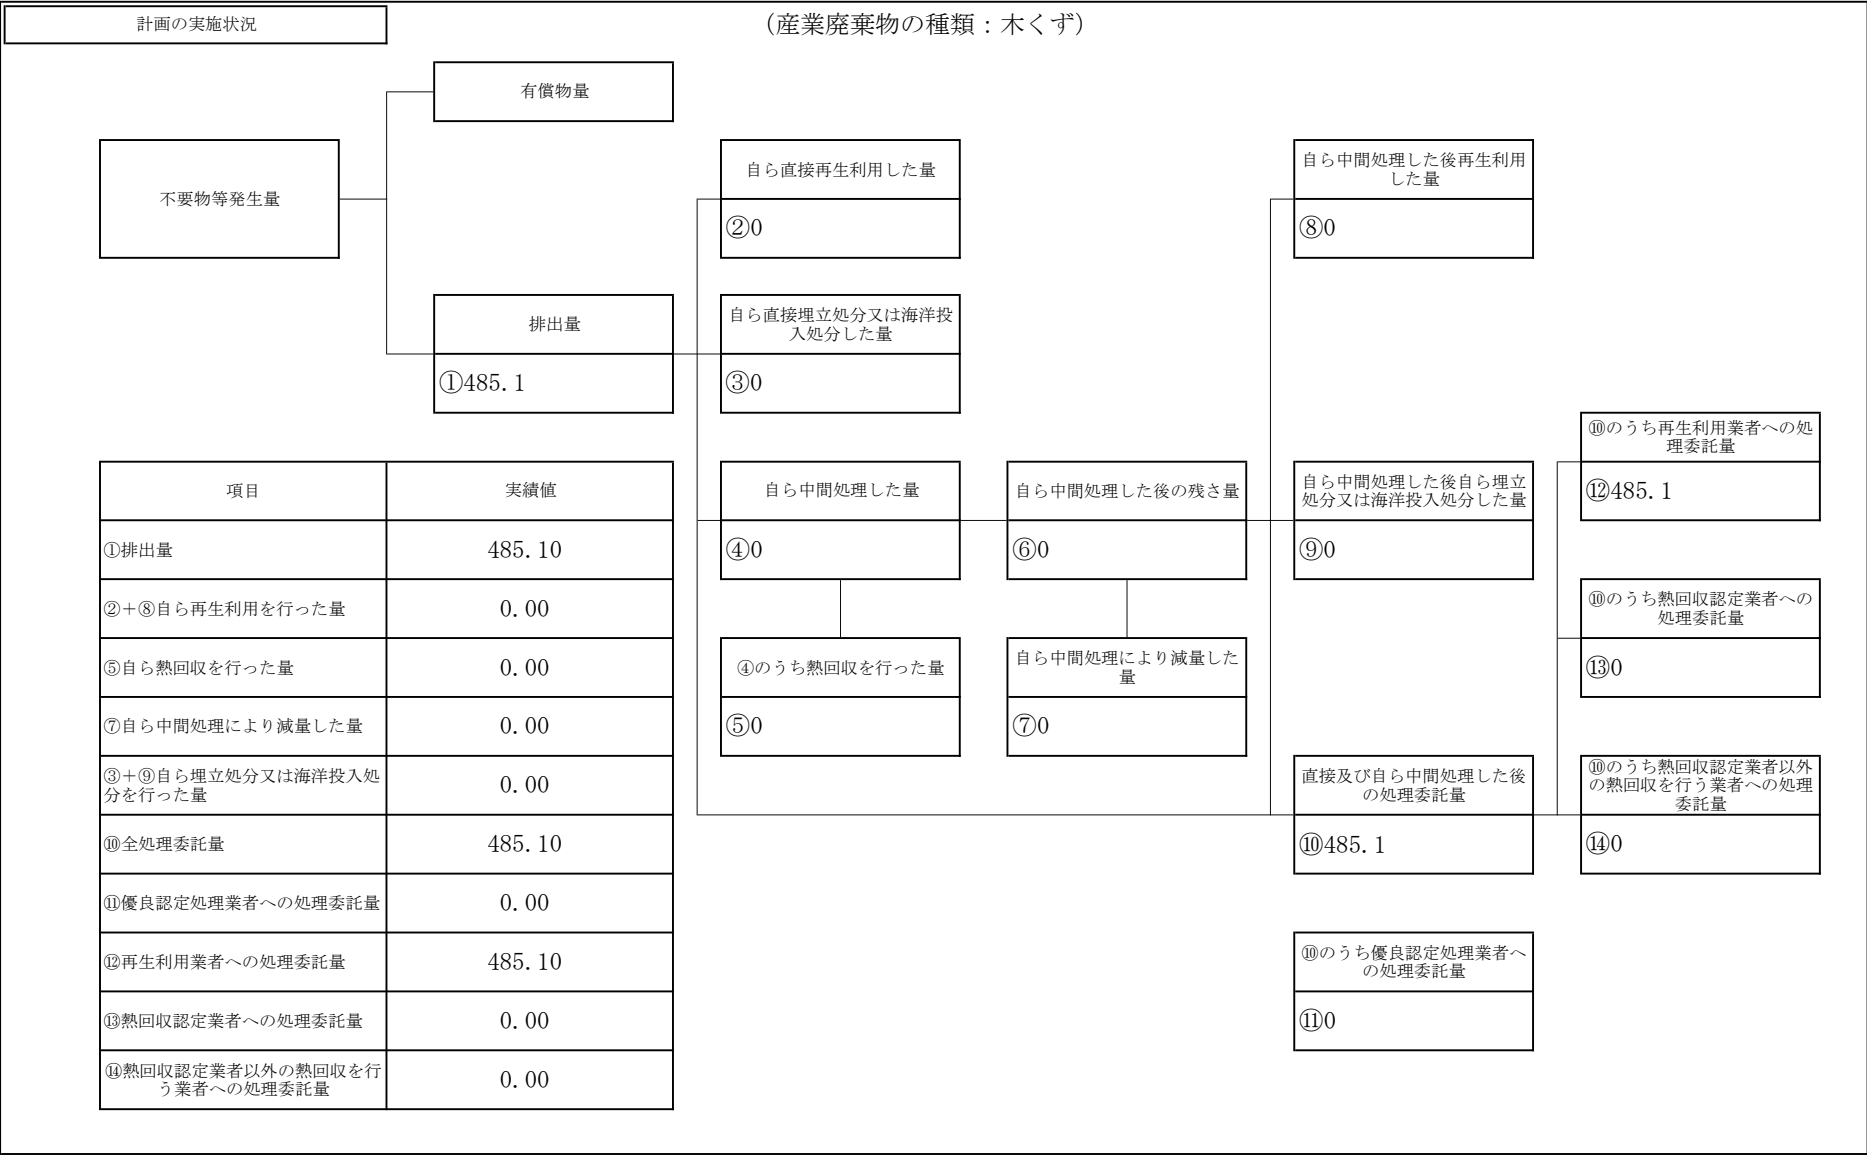 計画の実施状況
（産業廃棄物の種類：木くず）
有償物量
不要物等発生量
自ら直接再生利用した量
②0
自ら中間処理した後再生利用
した量
⑧0
排出量
①485.1
自ら直接埋立処分又は海洋投
入処分した量
③0
⑩のうち再生利用業者への処
理委託量
⑫485.1
自ら中間処理した量
④0
自ら中間処理した後の残さ量
⑥0
自ら中間処理した後自ら埋立
処分又は海洋投入処分した量
⑨0
⑩のうち熱回収認定業者への
処理委託量
⑬0
④のうち熱回収を行った量
⑤0
自ら中間処理により減量した
量
⑦0
直接及び自ら中間処理した後
の処理委託量
⑩485.1
⑩のうち熱回収認定業者以外
の熱回収を行う業者への処理
委託量
⑭0
⑩のうち優良認定処理業者へ
の処理委託量
⑪0
項目 実績値
①排出量 485.10
②＋⑧自ら再生利用を行った量 0.00
⑤自ら熱回収を行った量 0.00
⑦自ら中間処理により減量した量 0.00
③＋⑨自ら埋立処分又は海洋投入処
分を行った量 0.00
⑩全処理委託量 485.10
⑪優良認定処理業者への処理委託量 0.00
⑫再生利用業者への処理委託量 485.10
⑬熱回収認定業者への処理委託量 0.00
⑭熱回収認定業者以外の熱回収を行
う業者への処理委託量 0.00